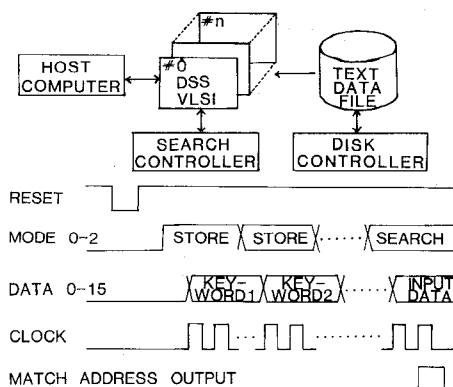 #n
#0
DSS
VLSI
HOST
COMPUTER
TEXT
DATA
FILE
SEARCH
CONTROLLER
DISK
CONTROLLER
RESET
MODE 0~2 STORE STORE ...... SEARCH
DATA 0-15 KEY-WORD1 KEY-WORD2 ...... INPUT DATA
CLOCK
MATCH ADDRESS OUTPUT